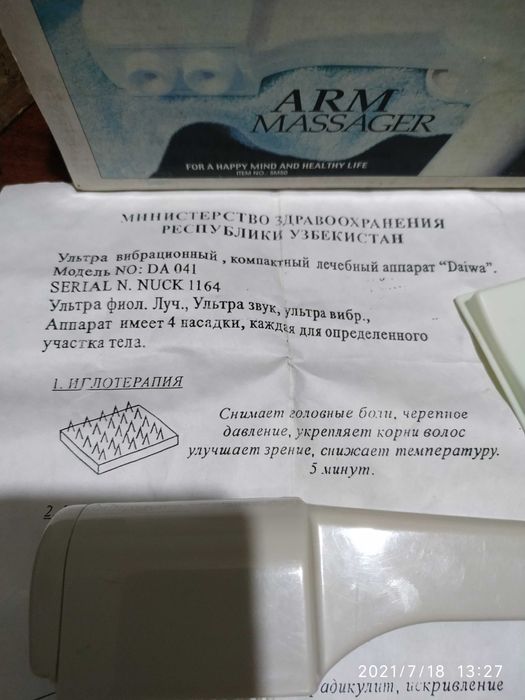 ARM
MASSAGER
FOR A HAPPY MIND AND HEALTHY LIFE
ITEM NO.: SM50
МИНИСТЕРСТВО ЗДРАВООХРАНЕНИЯ
РЕСПУБЛИКИ УЗБЕКИСТАН
Ультра вибрационный, компактный лечебный аппарат “Daiwa”.
Модель NO: DA 041
SERIAL N. NUCK 1164
Ультра фиол. Луч., Ультра звук, ультра вибр.,
Аппарат имеет 4 насадки, каждая для определенного
участка тела.
1. ИГЛОТЕРАПИЯ
Снимает головные боли, черепное
давление, укрепляет корни волос
улучшает зрение, снижает температуру.
5 минут.
2
адикулит, искривление
2021/7/18 13:27